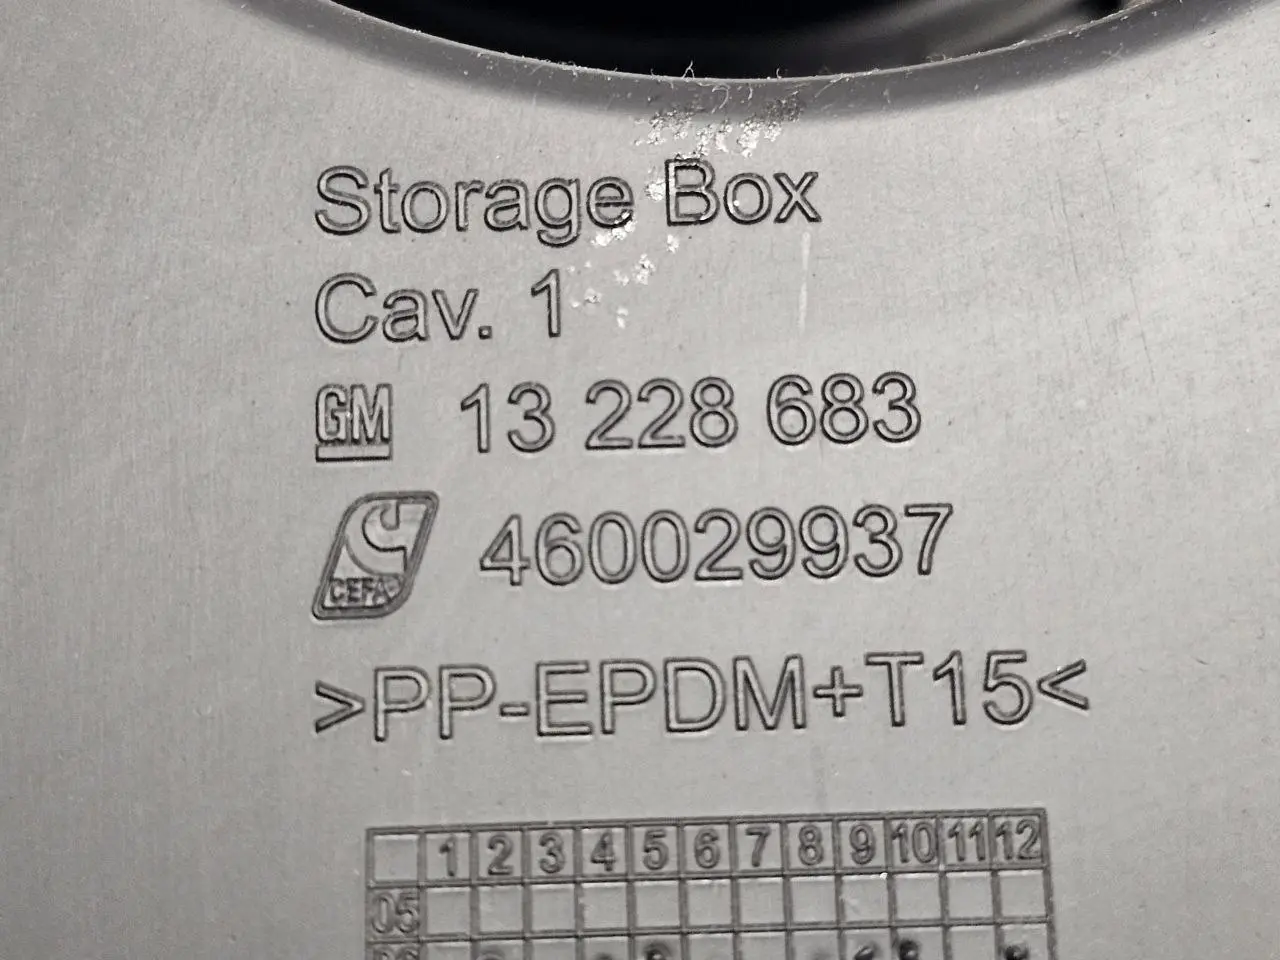 Storage Box
Cav. 1
GM 13 228 683
CEFA 460029937
>PP-EPDM+T15<
1 2 3 4 5 6 7 8 9 10 11 12
05